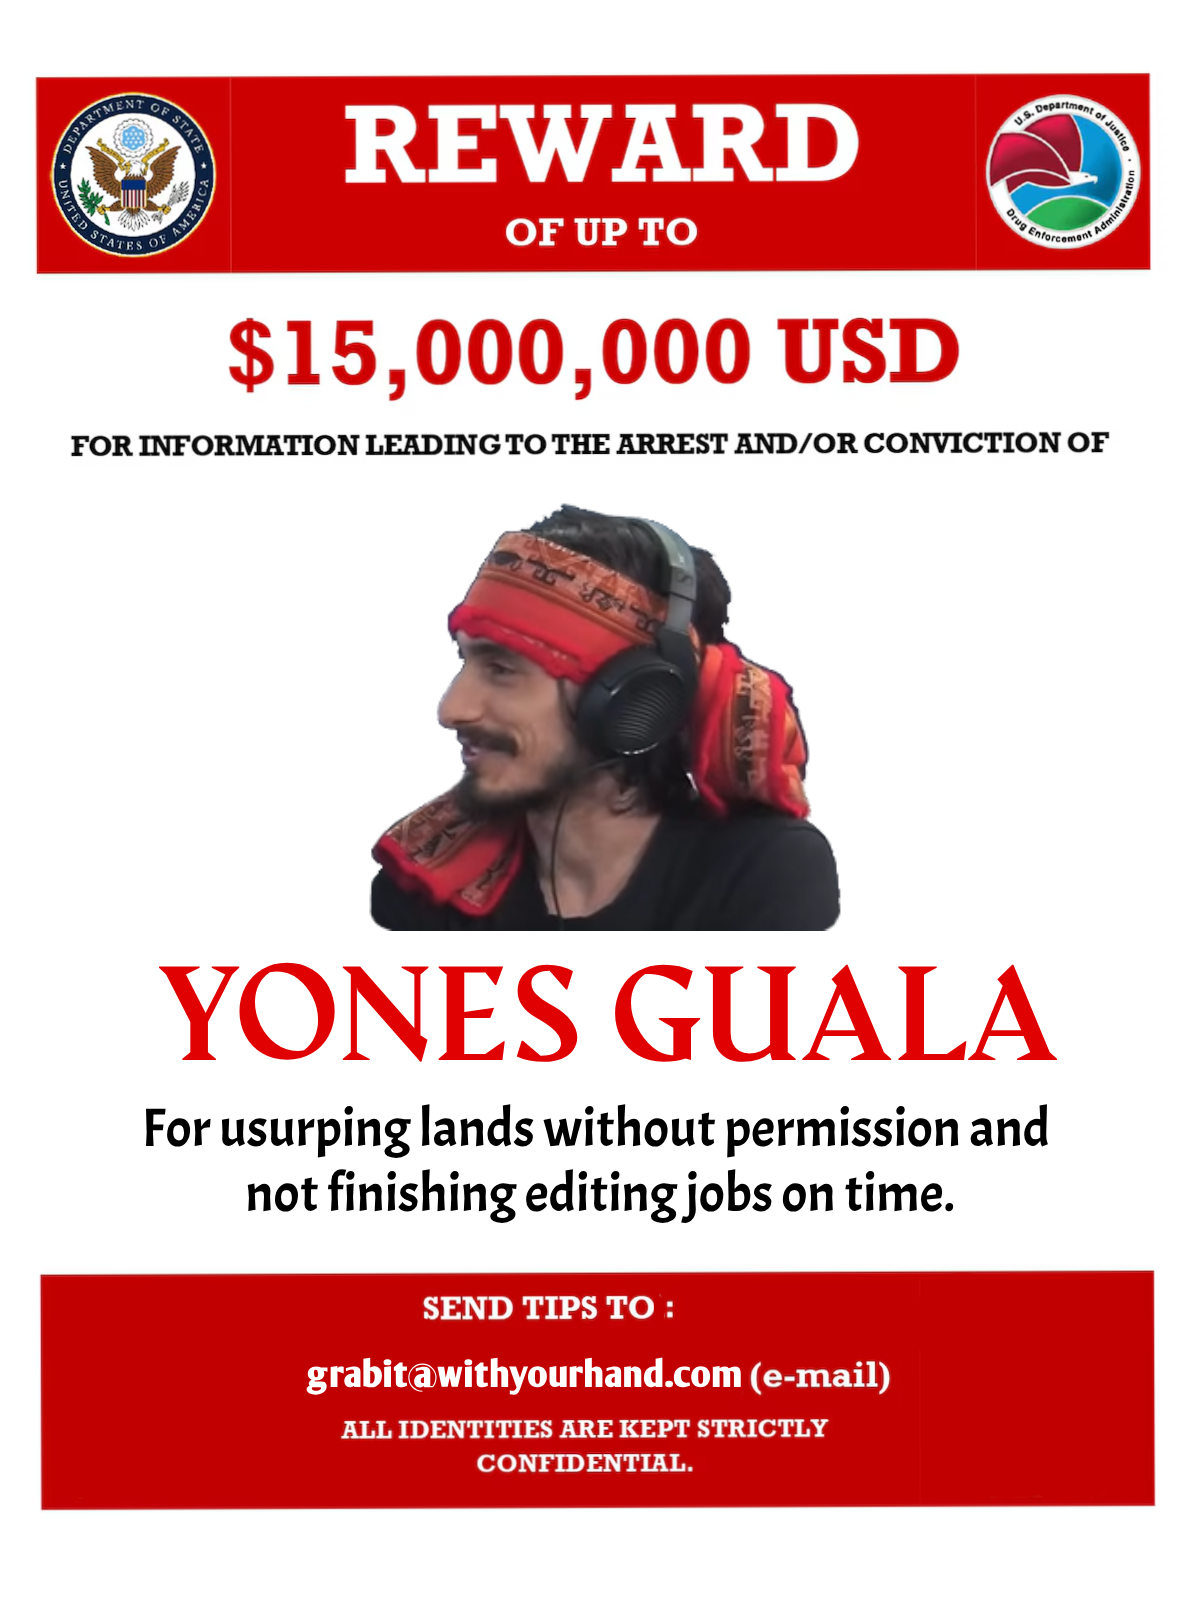 DEPARTMENT OF STATE
UNITED STATES OF AMERICA
REWARD
OF UP TO
U.S. Department of Justice
Drug Enforcement Administration
$15,000,000 USD
FOR INFORMATION LEADING TO THE ARREST AND/OR CONVICTION OF
YONES GUALA
For usurping lands without permission and
not finishing editing jobs on time.
SEND TIPS TO :
grabit@withyourhand.com (e-mail)
ALL IDENTITIES ARE KEPT STRICTLY
CONFIDENTIAL.